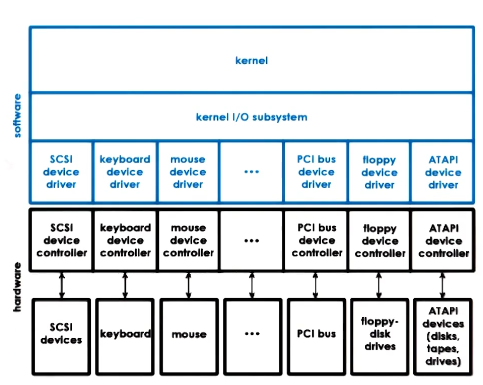 kernel
kernel I/O subsystem
software
SCSI
device
driver
keyboard
device
driver
mouse
device
driver
•••
PCI bus
device
driver
floppy
device
driver
ATAPI
device
driver
hardware
SCSI
device
controller
keyboard
device
controller
mouse
device
controller
•••
PCI bus
device
controller
floppy
device
controller
ATAPI
device
controller
SCSI
devices
keyboard
mouse
•••
PCI bus
floppy-
disk
drives
ATAPI
devices
(disks,
tapes,
drives)